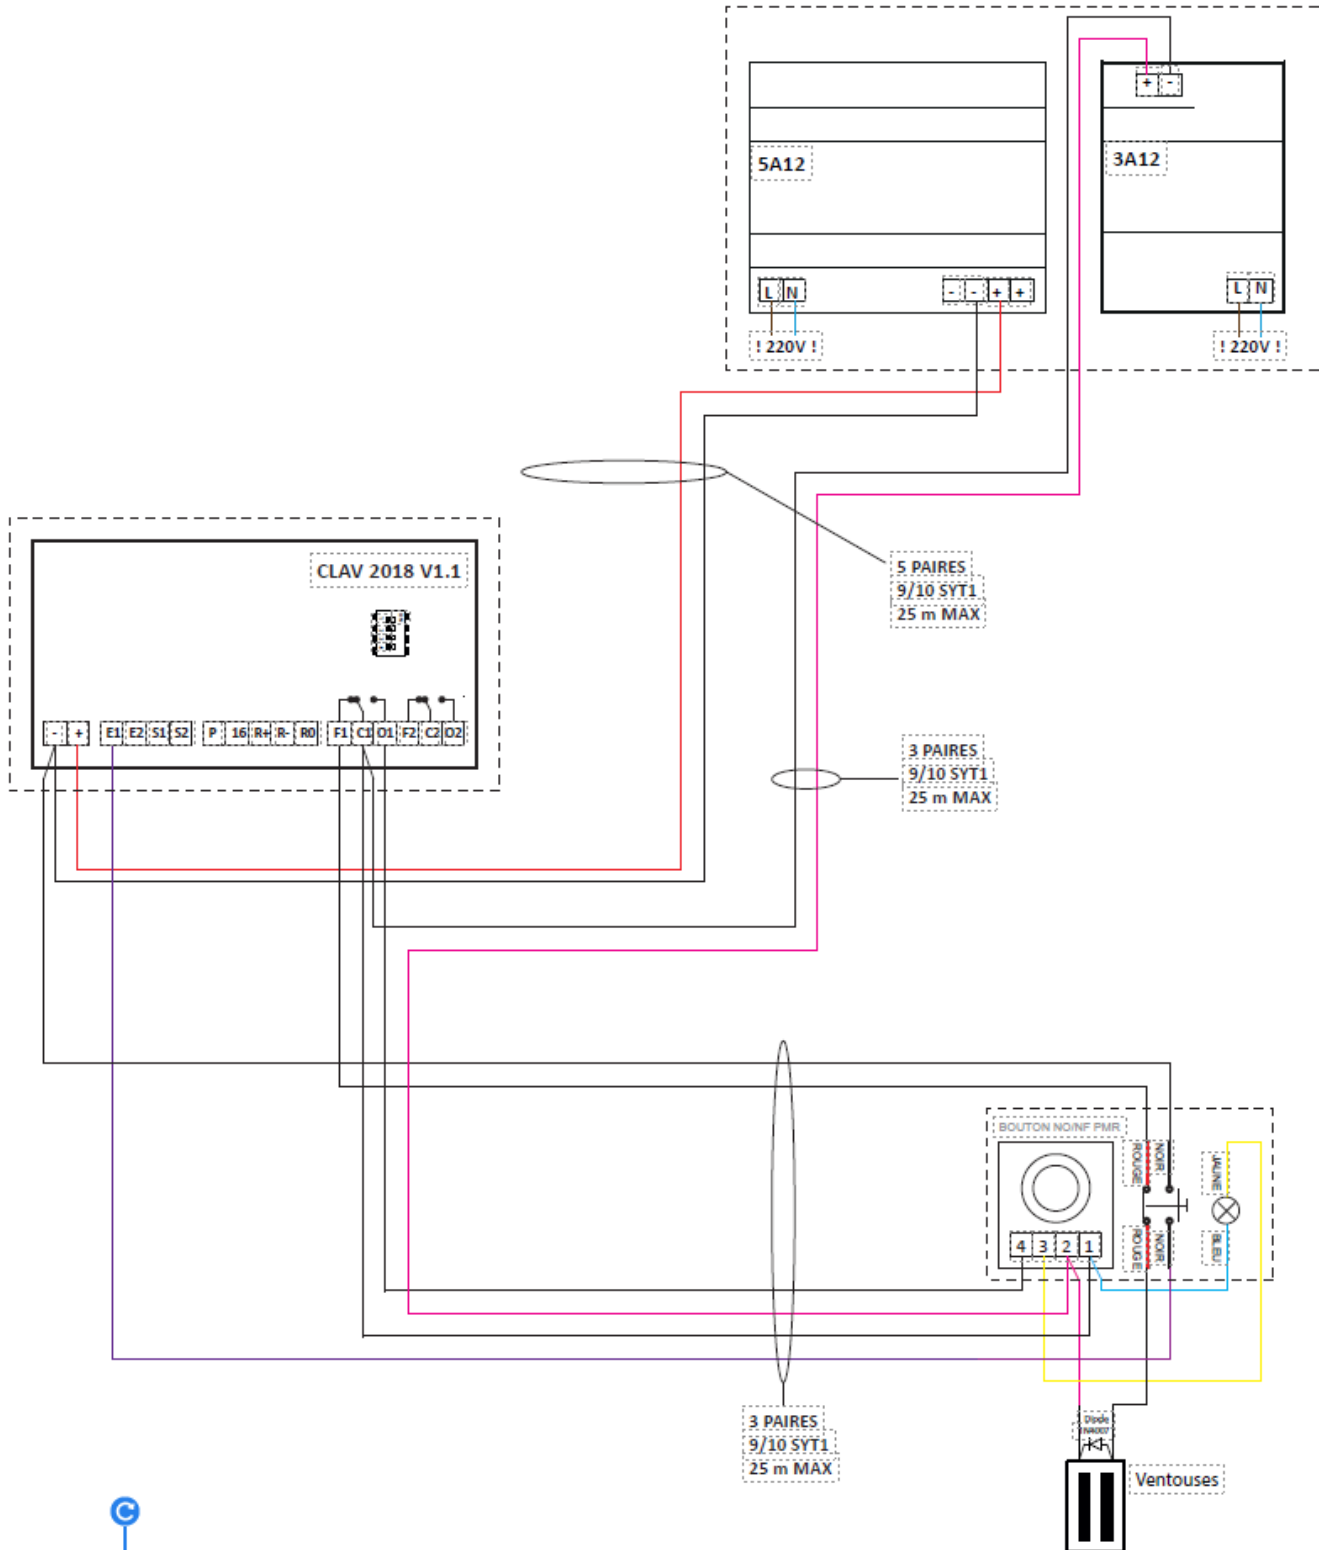 + -
5A12
3A12
L N
- - + +
L N
! 220V !
! 220V !
5 PAIRES
9/10 SYT1
25 m MAX
CLAV 2018 V1.1
- + E1 E2 S1 S2 P 16 R+ R- R0 F1 C1 O1 F2 C2 O2
3 PAIRES
9/10 SYT1
25 m MAX
BOUTON NO/NF PMR
ROUGE
NOIR
JAUNE
4 3 2 1
ROUGE
NOIR
BLEU
3 PAIRES
9/10 SYT1
25 m MAX
Diode
Ventouses
C